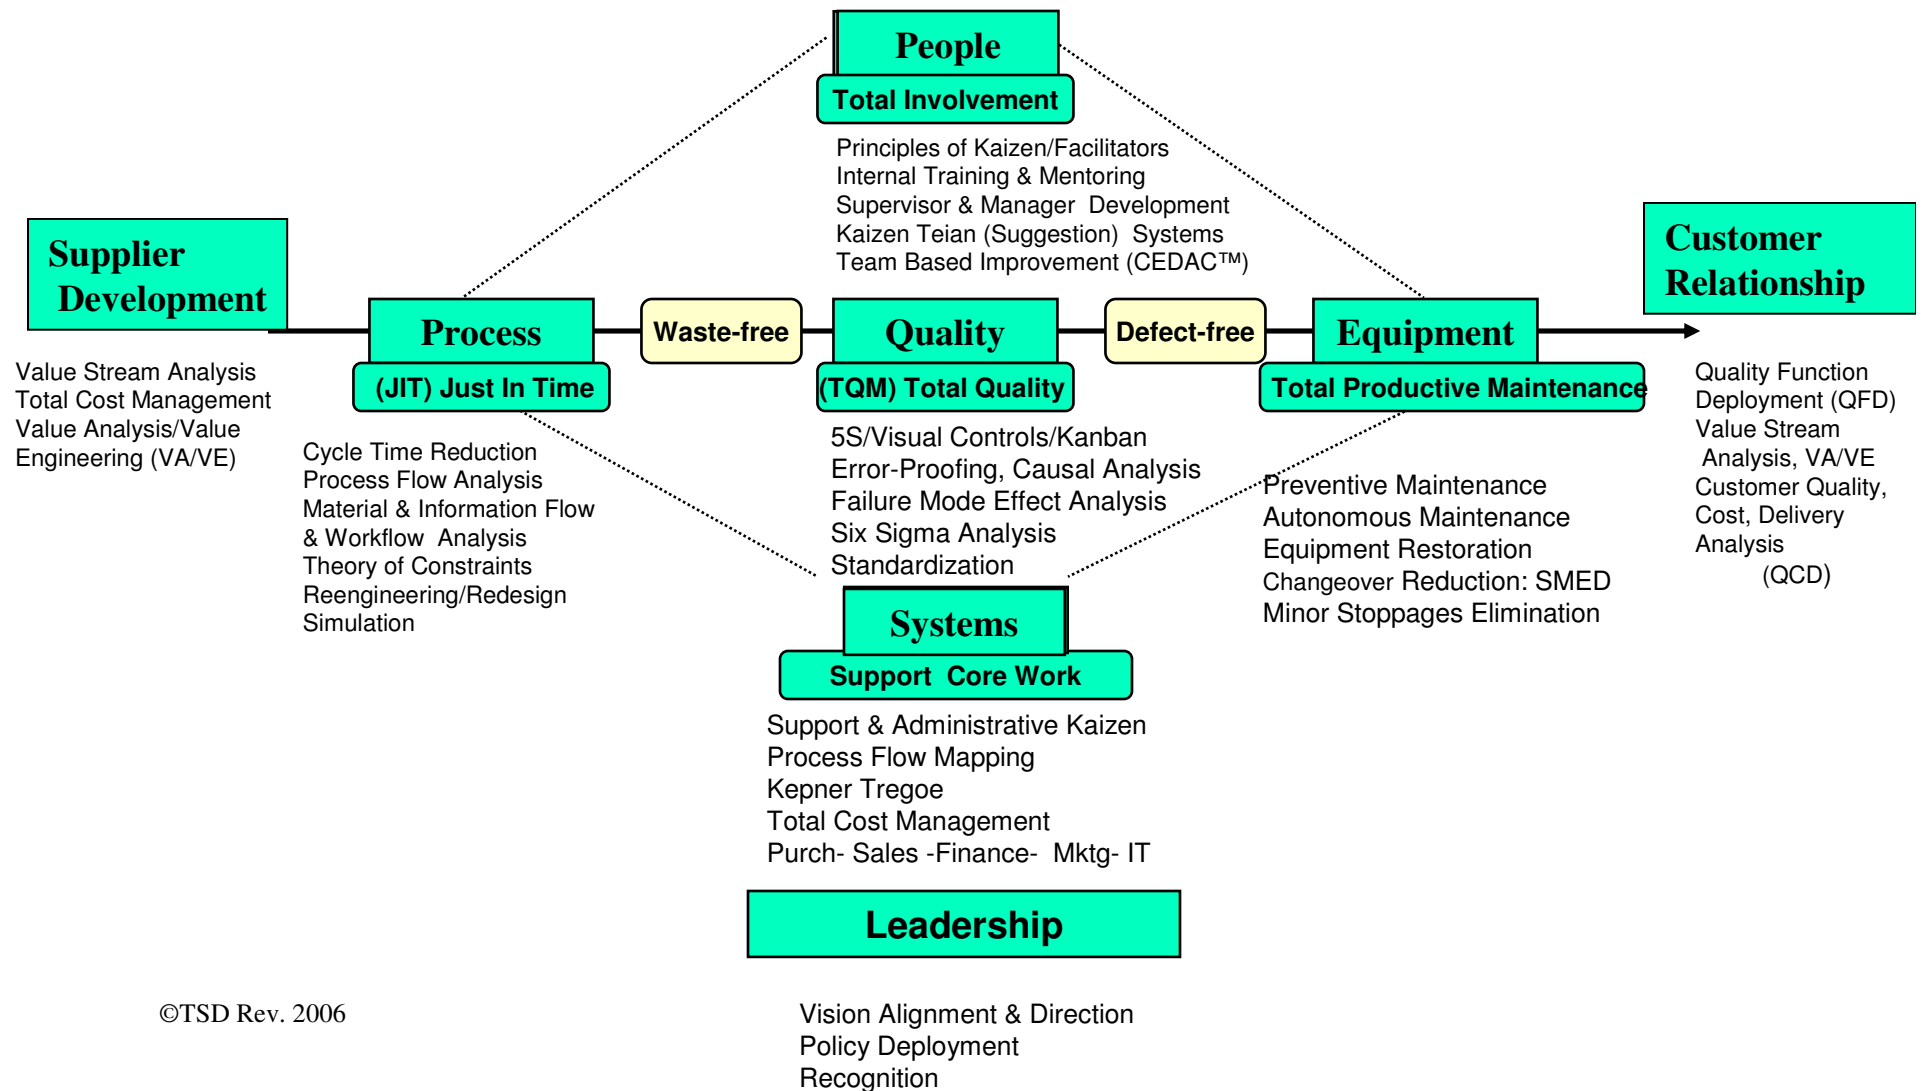 People
Total Involvement
Principles of Kaizen/Facilitators
Internal Training & Mentoring
Supervisor & Manager Development
Kaizen Teian (Suggestion) Systems
Team Based Improvement (CEDAC™)
Supplier
Development
Value Stream Analysis
Total Cost Management
Value Analysis/Value
Engineering (VA/VE)
Process
(JIT) Just In Time
Cycle Time Reduction
Process Flow Analysis
Material & Information Flow
& Workflow Analysis
Theory of Constraints
Reengineering/Redesign
Simulation
Waste-free
Quality
(TQM) Total Quality
5S/Visual Controls/Kanban
Error-Proofing, Causal Analysis
Failure Mode Effect Analysis
Six Sigma Analysis
Standardization
Defect-free
Equipment
Total Productive Maintenance
Preventive Maintenance
Autonomous Maintenance
Equipment Restoration
Changeover Reduction: SMED
Minor Stoppages Elimination
Customer
Relationship
Quality Function
Deployment (QFD)
Value Stream
Analysis, VA/VE
Customer Quality,
Cost, Delivery
Analysis
(QCD)
Systems
Support Core Work
Support & Administrative Kaizen
Process Flow Mapping
Kepner Tregoe
Total Cost Management
Purch- Sales -Finance- Mktg- IT
Leadership
Vision Alignment & Direction
Policy Deployment
Recognition
©TSD Rev. 2006